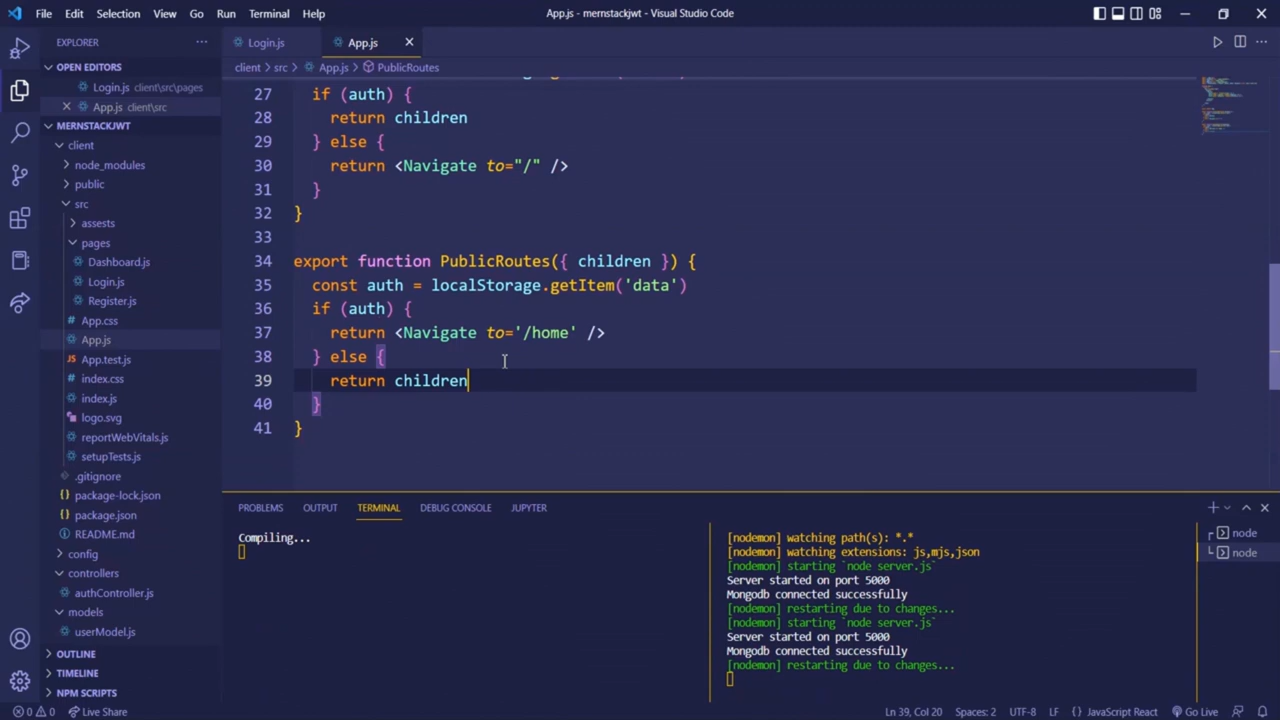 File Edit Selection View Go Run Terminal Help
App.js - mernstackjwt - Visual Studio Code
EXPLORER
OPEN EDITORS
Login.js client\src\pages
App.js client\src
MERNSTACKJWT
client
node_modules
public
src
assests
pages
Dashboard.js
Login.js
Register.js
App.css
App.js
App.test.js
index.css
index.js
logo.svg
reportWebVitals.js
setupTests.js
.gitignore
package-lock.json
package.json
README.md
config
controllers
authController.js
models
userModel.js
OUTLINE
TIMELINE
NPM SCRIPTS
Login.js App.js
client > src > App.js > PublicRoutes
27 if (auth) {
28 return children
29 } else {
30 return <Navigate to="/" />
31 }
32 }
33
34 export function PublicRoutes({ children }) {
35 const auth = localStorage.getItem('data')
36 if (auth) {
37 return <Navigate to='/home' />
38 } else {
39 return children
40 }
41 }
PROBLEMS OUTPUT TERMINAL DEBUG CONSOLE JUPYTER
Compiling...
[nodemon] watching path(s): *.*
[nodemon] watching extensions: js,mjs,json
[nodemon] starting `node server.js`
Server started on port 5000
Mongodb connected successfully
[nodemon] restarting due to changes...
[nodemon] starting `node server.js`
Server started on port 5000
Mongodb connected successfully
[nodemon] restarting due to changes...
node
node
0 0 Live Share
Ln 39, Col 20 Spaces: 2 UTF-8 LF {} JavaScript React Go Live